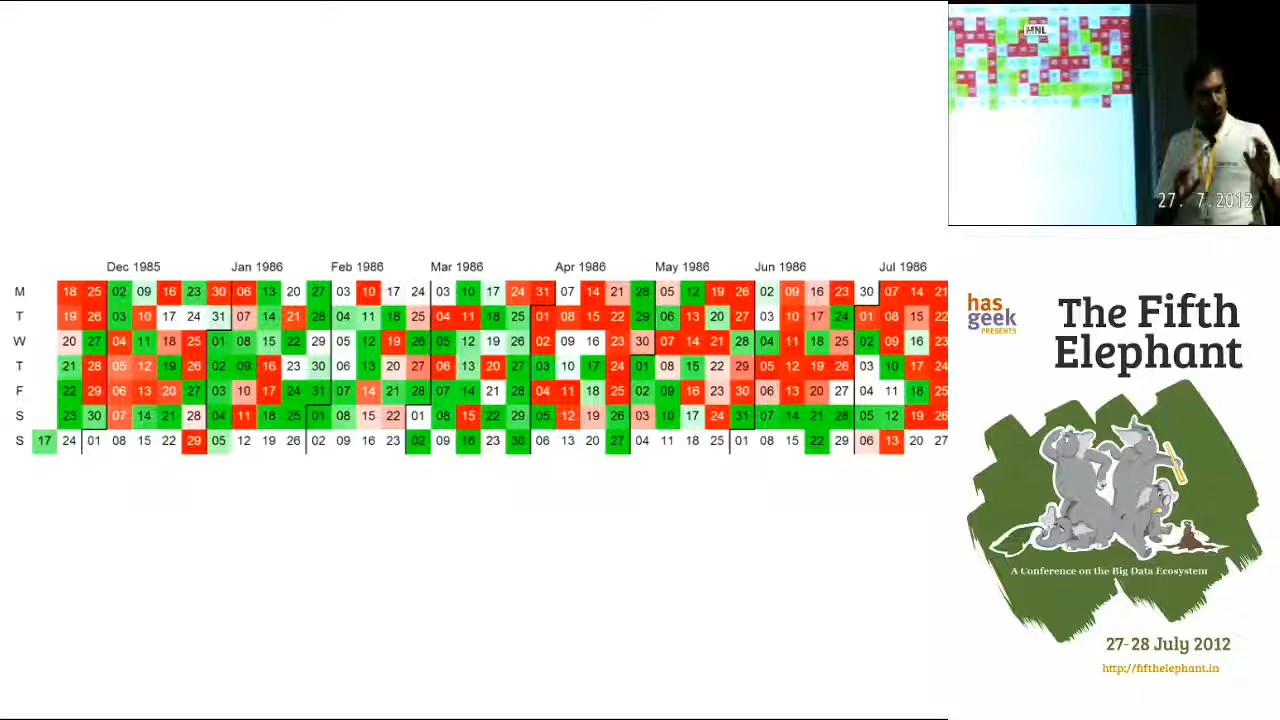 Dec 1985 Jan 1986 Feb 1986 Mar 1986 Apr 1986 May 1986 Jun 1986 Jul 1986
M 18 25 02 09 16 23 30 06 13 20 27 03 10 17 24 03 10 17 24 31 07 14 21 28 05 12 19 26 02 09 16 23 30 07 14 21
T 19 26 03 10 17 24 31 07 14 21 28 04 11 18 25 04 11 18 25 01 08 15 22 29 06 13 20 27 03 10 17 24 01 08 15 22
W 20 27 04 11 18 25 01 08 15 22 29 05 12 19 26 05 12 19 26 02 09 16 23 30 07 14 21 28 04 11 18 25 02 09 16 23
T 21 28 05 12 19 26 02 09 16 23 30 06 13 20 27 06 13 20 27 03 10 17 24 01 08 15 22 29 05 12 19 26 03 10 17 24
F 22 29 06 13 20 27 03 10 17 24 31 07 14 21 28 07 14 21 28 04 11 18 25 02 09 16 23 30 06 13 20 27 04 11 18 25
S 23 30 07 14 21 28 04 11 18 25 01 08 15 22 01 08 15 22 29 05 12 19 26 03 10 17 24 31 07 14 21 28 05 12 19 26
S 17 24 01 08 15 22 29 05 12 19 26 02 09 16 23 02 09 16 23 30 06 13 20 27 04 11 18 25 01 08 15 22 29 06 13 20 27
MNL
27. 7.2012
has
geek
PRESENTS
The Fifth
Elephant
A Conference on the Big Data Ecosystem
27-28 July 2012
http://fifthelephant.in